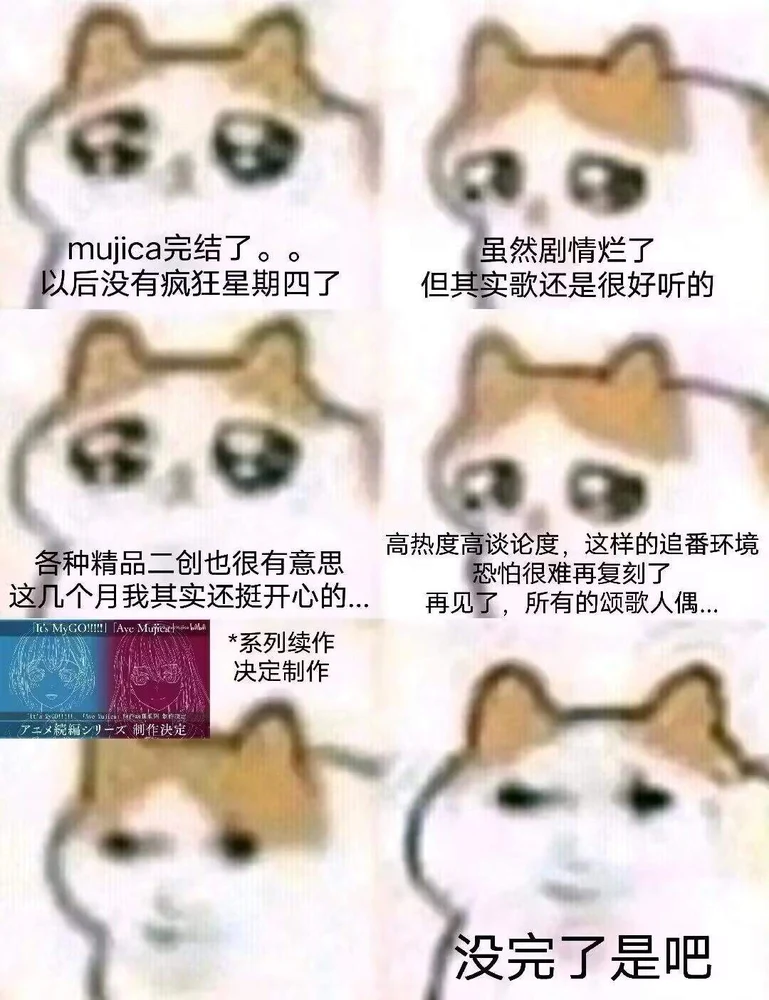 mujica完结了。。
以后没有疯狂星期四了
虽然剧情烂了
但其实歌还是很好听的
各种精品二创也很有意思
这几个月我其实还挺开心的...
高热度高谈论度，这样的追番环境
恐怕很难再复刻了
再见了，所有的颂歌人偶...
「It's MyGO!!!!!」「Ave Mujica」
アニメ続編シリーズ 制作決定
*系列续作
决定制作
没完了是吧